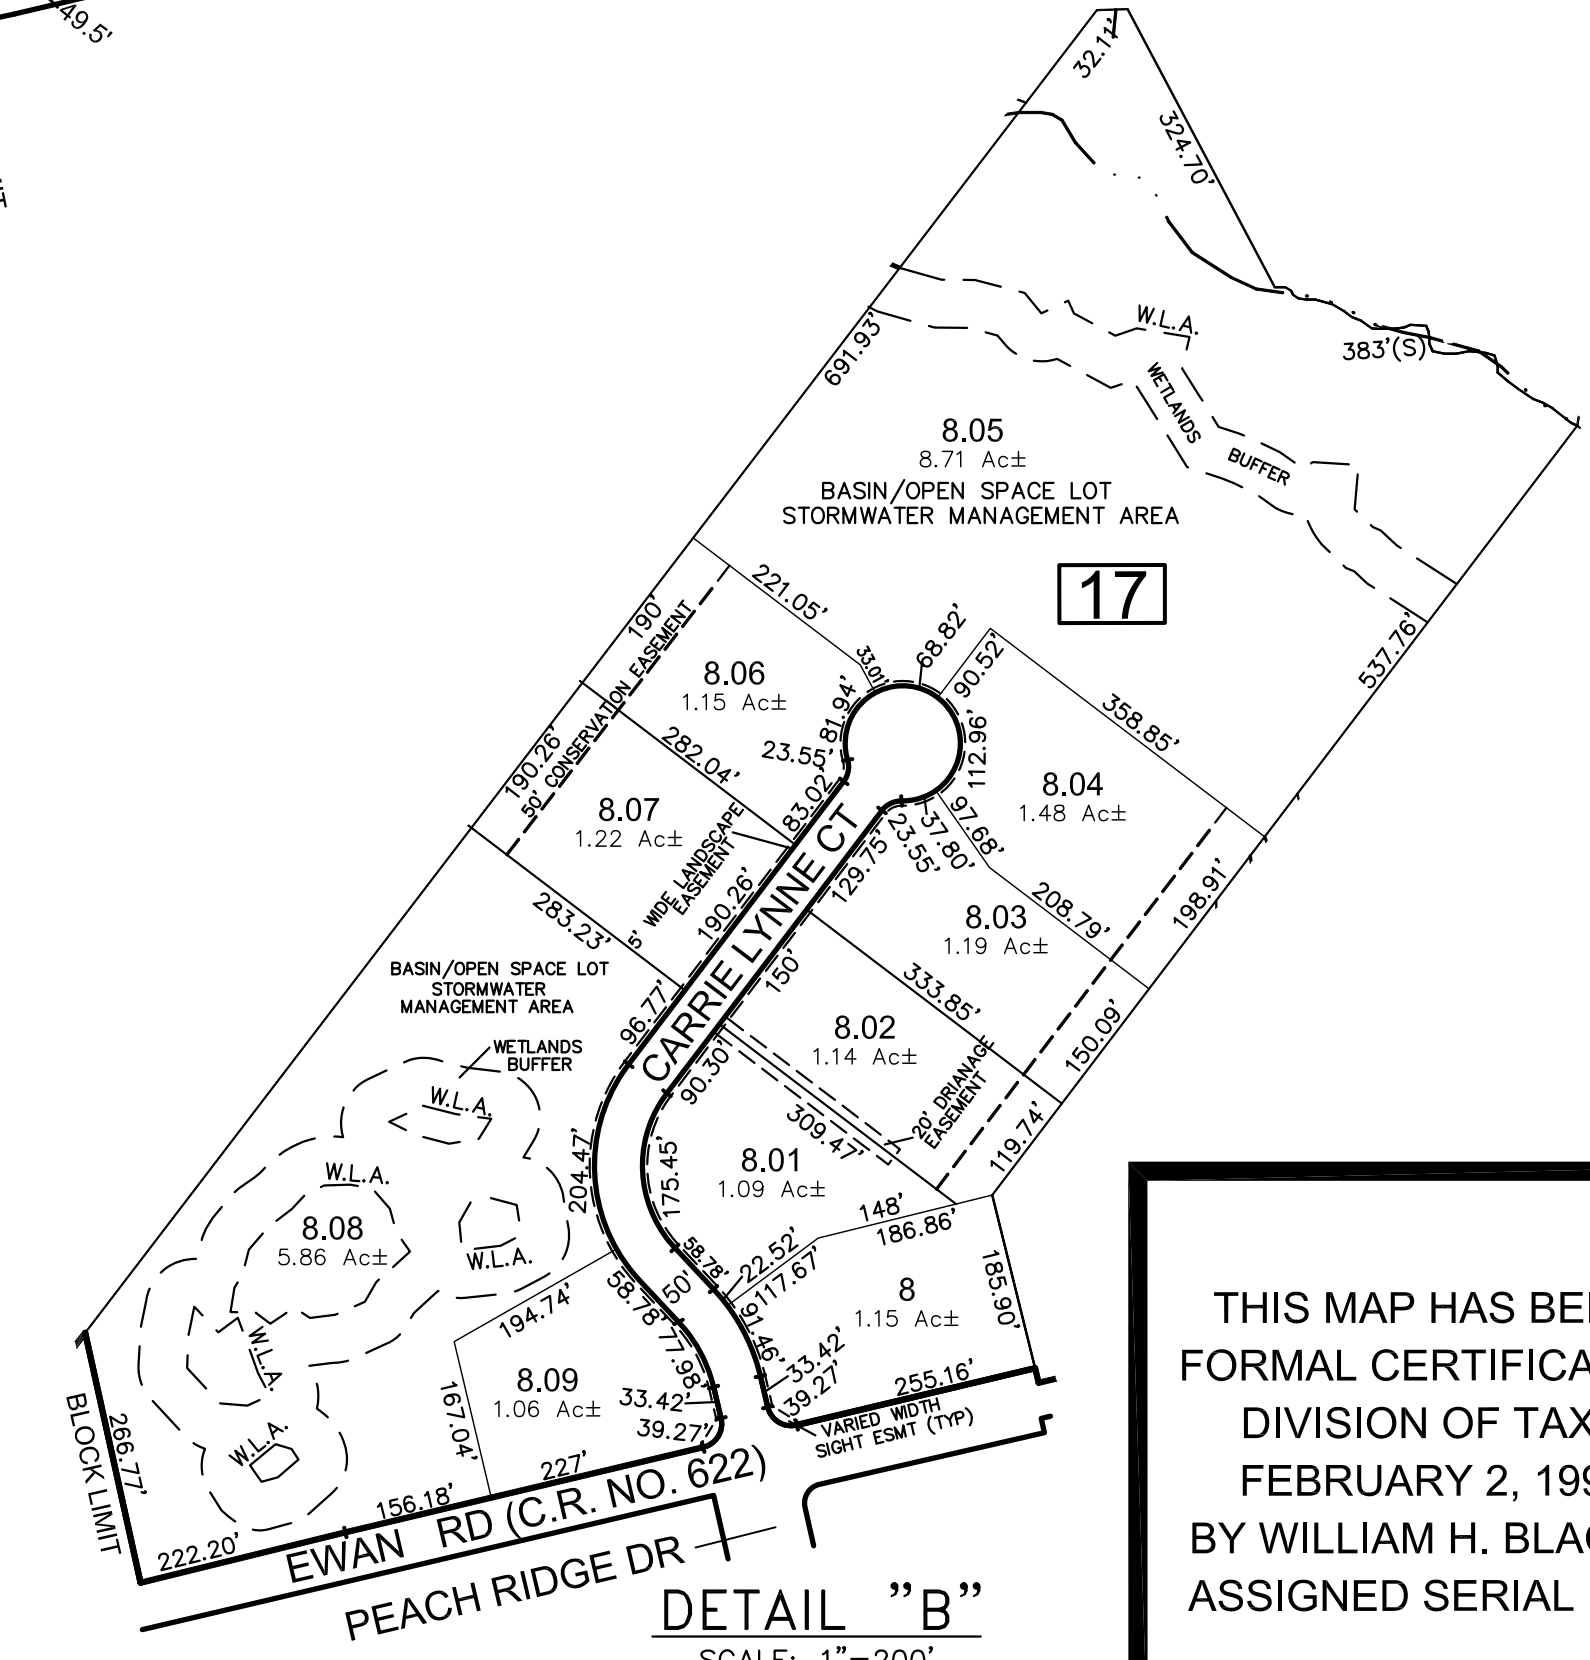 49.5'
32.11'
324.70'
691.93'
W.L.A.
383'(S)
WETLANDS
BUFFER
8.05
8.71 Ac±
BASIN/OPEN SPACE LOT
STORMWATER MANAGEMENT AREA
17
537.76'
221.05'
190'
50' CONSERVATION EASEMENT
33.01'
68.82'
90.52'
8.06
1.15 Ac±
81.94'
358.85'
112.96'
190.26'
282.04'
23.55'
8.04
1.48 Ac±
8.07
1.22 Ac±
83.02'
97.68'
37.80'
23.55'
129.75'
5' WIDE LANDSCAPE
EASEMENT
CARRIE LYNNE CT
208.79'
198.91'
283.23'
190.26'
8.03
1.19 Ac±
BASIN/OPEN SPACE LOT
STORMWATER
MANAGEMENT AREA
150'
333.85'
96.77'
8.02
1.14 Ac±
150.09'
WETLANDS
BUFFER
W.L.A.
90.30'
20' DRIANAGE
EASEMENT
309.47'
119.74'
204.47'
175.45'
8.01
1.09 Ac±
W.L.A.
8.08
5.86 Ac±
W.L.A.
148'
186.86'
58.78'
22.52'
117.67'
185.90'
58.78'
50'
8
1.15 Ac±
91.46'
194.74'
77.98'
W.L.A.
33.42'
39.27'
255.16'
8.09
1.06 Ac±
33.42'
39.27'
167.04'
VARIED WIDTH
SIGHT ESMT (TYP)
BLOCK LIMIT
266.77'
W.L.A.
227'
156.18'
222.20'
EWAN RD (C.R. NO. 622)
PEACH RIDGE DR
DETAIL "B"
SCALE: 1"=200'
THIS MAP HAS BE
FORMAL CERTIFICA
DIVISION OF TAX
FEBRUARY 2, 199
BY WILLIAM H. BLA
ASSIGNED SERIAL